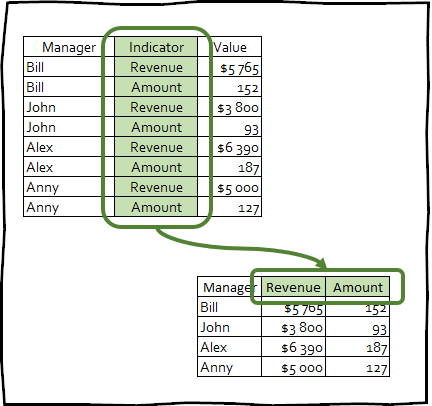 Manager Indicator Value
Bill Revenue $5 765
Bill Amount 152
John Revenue $3 800
John Amount 93
Alex Revenue $6 390
Alex Amount 187
Anny Revenue $5 000
Anny Amount 127
Manager Revenue Amount
Bill $5 765 152
John $3 800 93
Alex $6 390 187
Anny $5 000 127